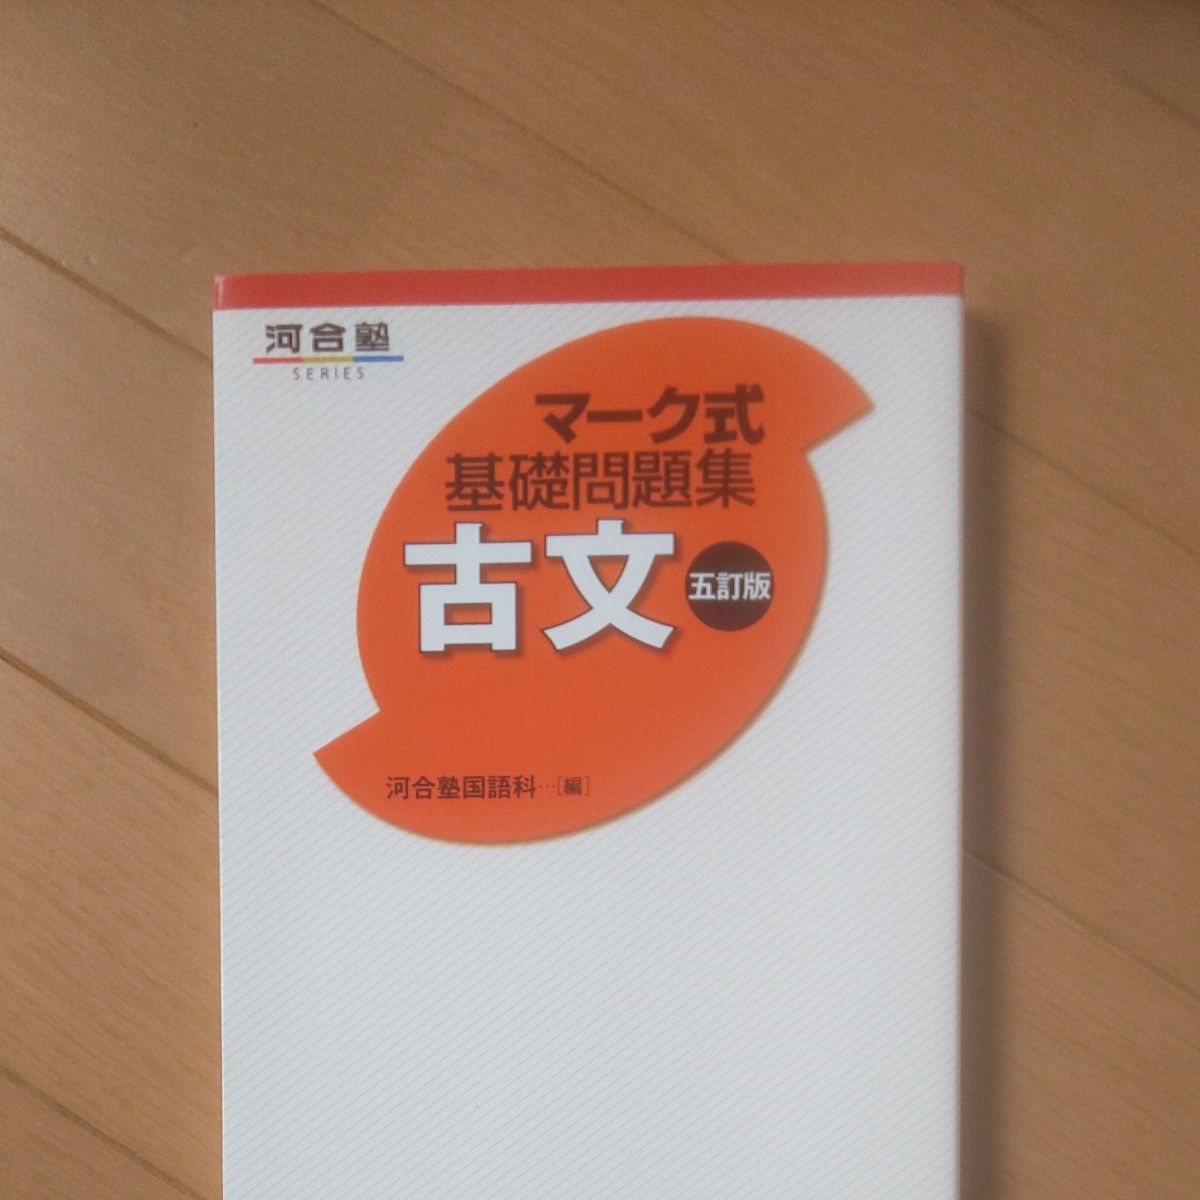 河合塾
SERIES
マーク式
基礎問題集
古文 五訂版
河合塾国語科…[編]